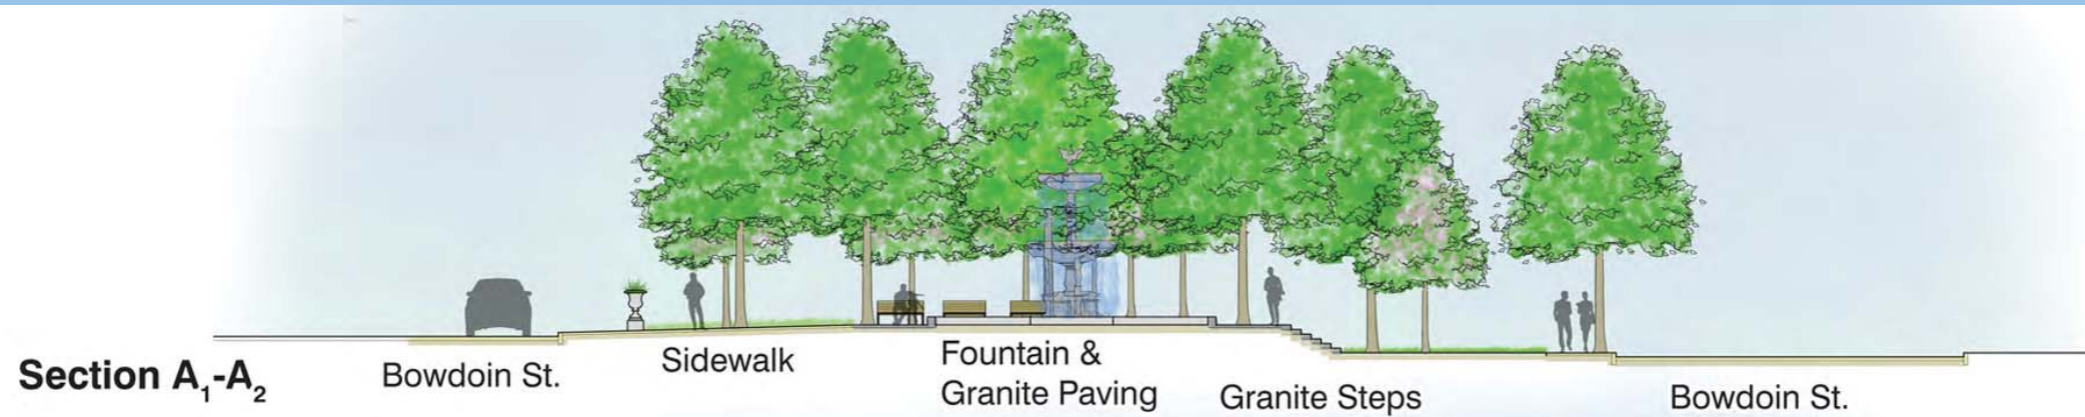 Section A₁-A₂
Bowdoin St.
Sidewalk
Fountain &
Granite Paving
Granite Steps
Bowdoin St.